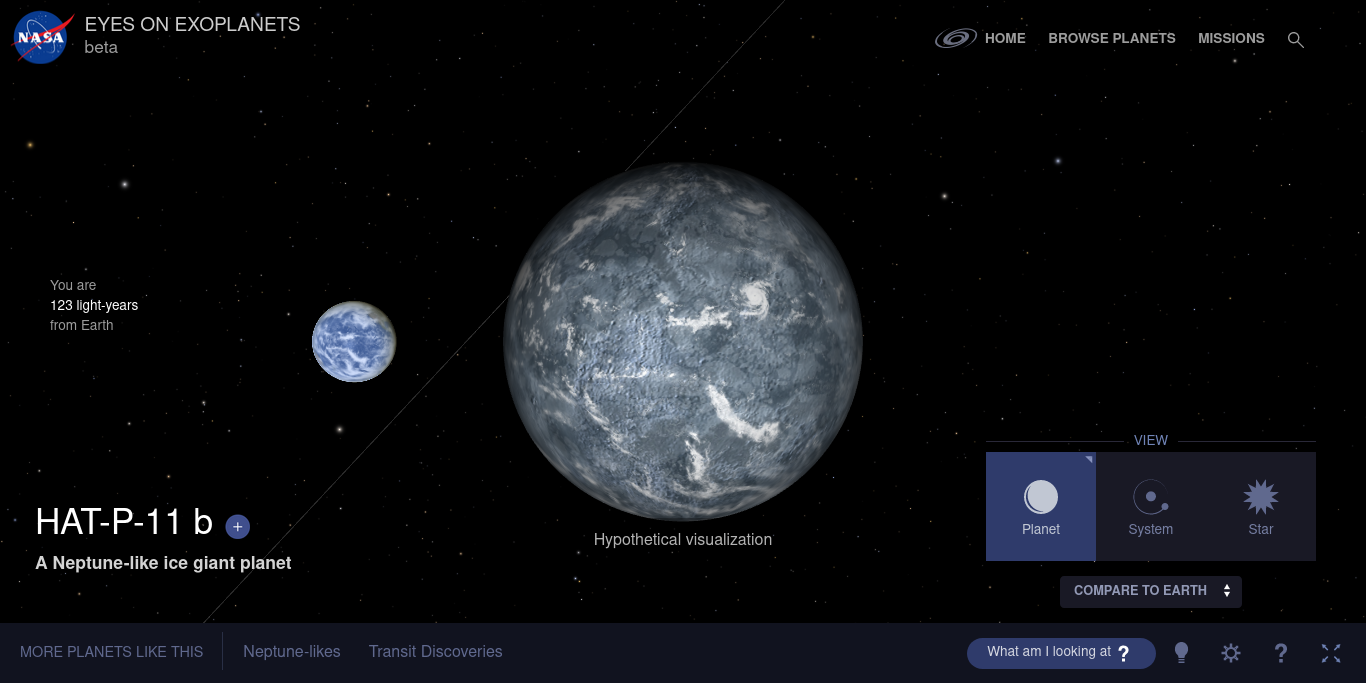 NASA
EYES ON EXOPLANETS
beta
HOME BROWSE PLANETS MISSIONS
You are
123 light-years
from Earth
HAT-P-11 b +
A Neptune-like ice giant planet
Hypothetical visualization
VIEW
Planet System Star
COMPARE TO EARTH
MORE PLANETS LIKE THIS Neptune-likes Transit Discoveries
What am I looking at ? ?